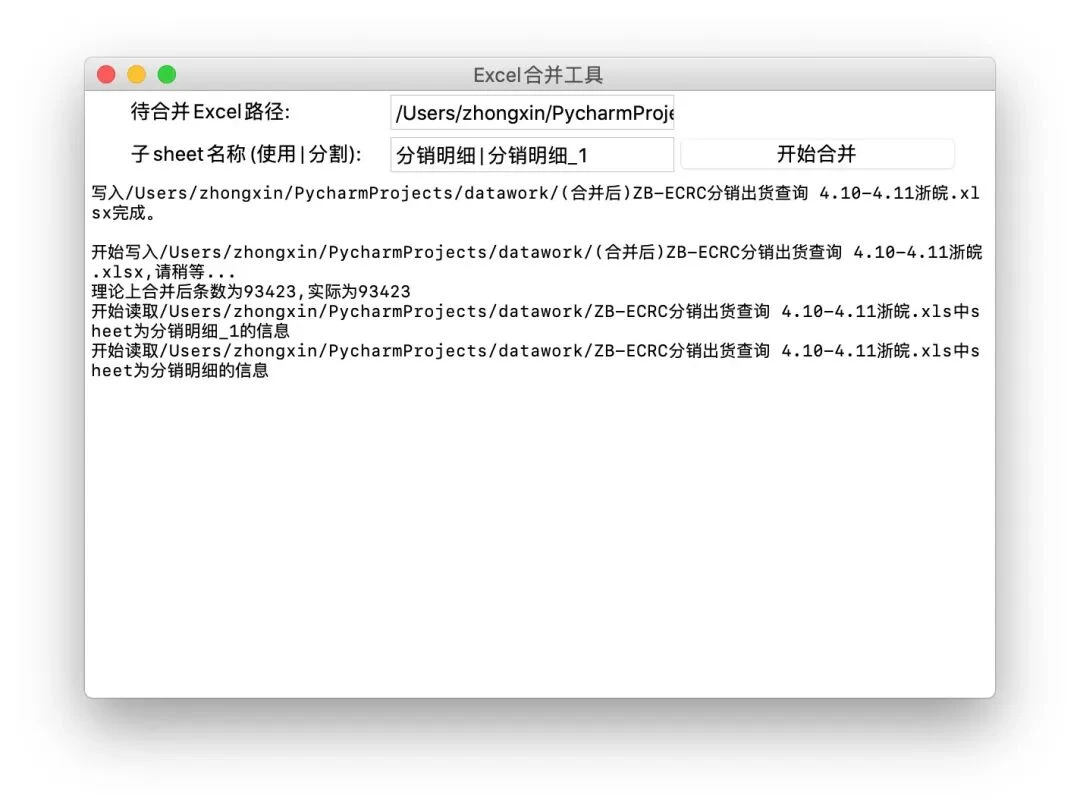 Excel合并工具
待合并Excel路径:
/Users/zhongxin/PycharmProje
子sheet名称(使用|分割):
分销明细|分销明细_1
开始合并
写入/Users/zhongxin/PycharmProjects/datawork/(合并后)ZB-ECRC分销出货查询 4.10-4.11浙皖.xl
sx完成。
开始写入/Users/zhongxin/PycharmProjects/datawork/(合并后)ZB-ECRC分销出货查询 4.10-4.11浙皖
.xlsx,请稍等...
理论上合并后条数为93423,实际为93423
开始读取/Users/zhongxin/PycharmProjects/datawork/ZB-ECRC分销出货查询 4.10-4.11浙皖.xls中s
heet为分销明细_1的信息
开始读取/Users/zhongxin/PycharmProjects/datawork/ZB-ECRC分销出货查询 4.10-4.11浙皖.xls中s
heet为分销明细的信息